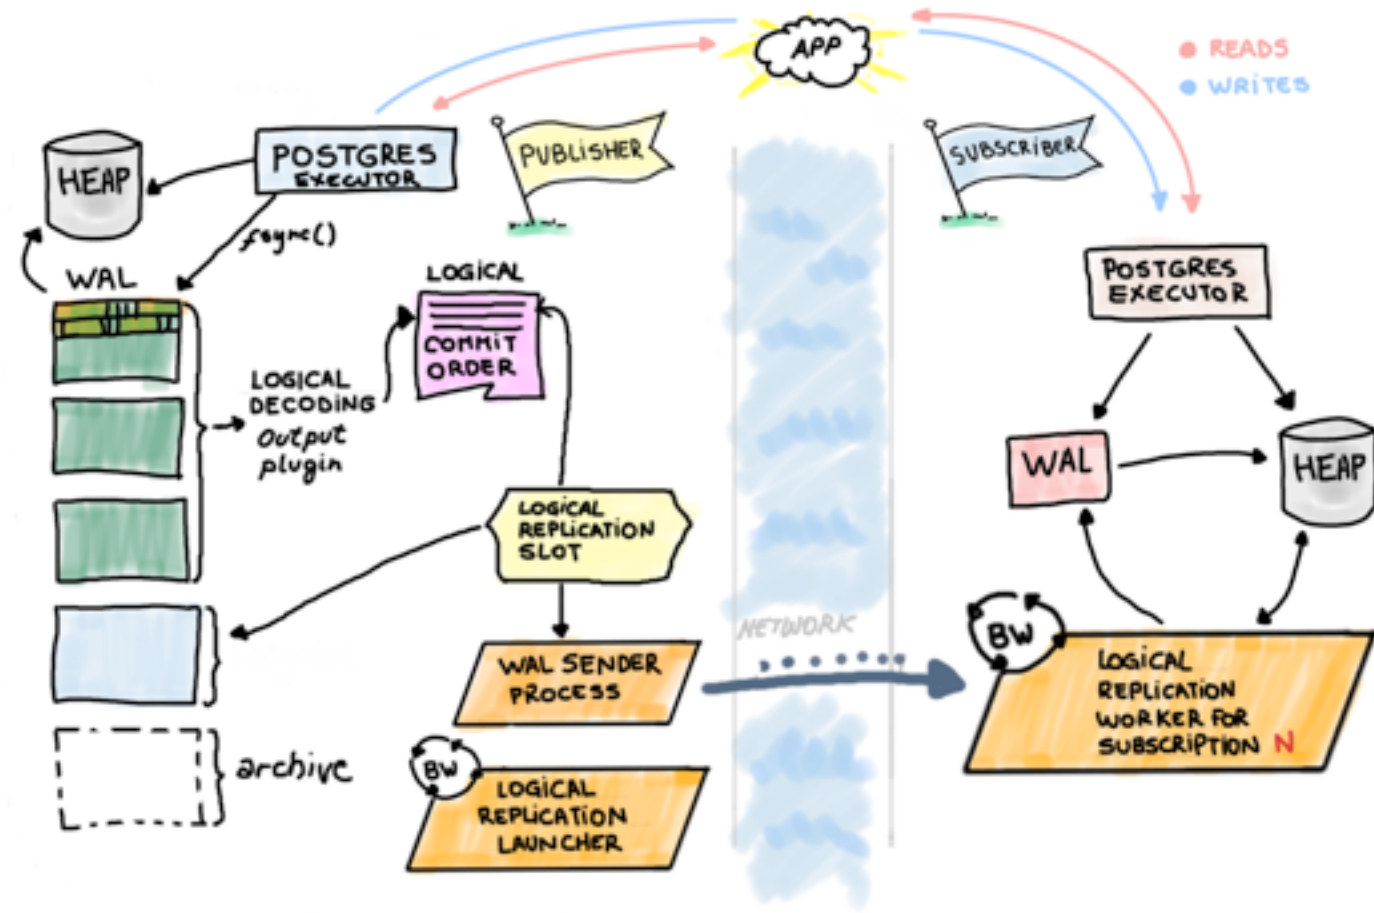 APP
READS
WRITES
HEAP
POSTGRES
EXECUTOR
PUBLISHER
SUBSCRIBER
fsync()
WAL
LOGICAL
COMMIT
ORDER
LOGICAL
DECODING
Output
plugin
LOGICAL
REPLICATION
SLOT
WAL SENDER
PROCESS
BW
LOGICAL
REPLICATION
LAUNCHER
archive
NETWORK
POSTGRES
EXECUTOR
WAL
HEAP
BW
LOGICAL
REPLICATION
WORKER FOR
SUBSCRIPTION N